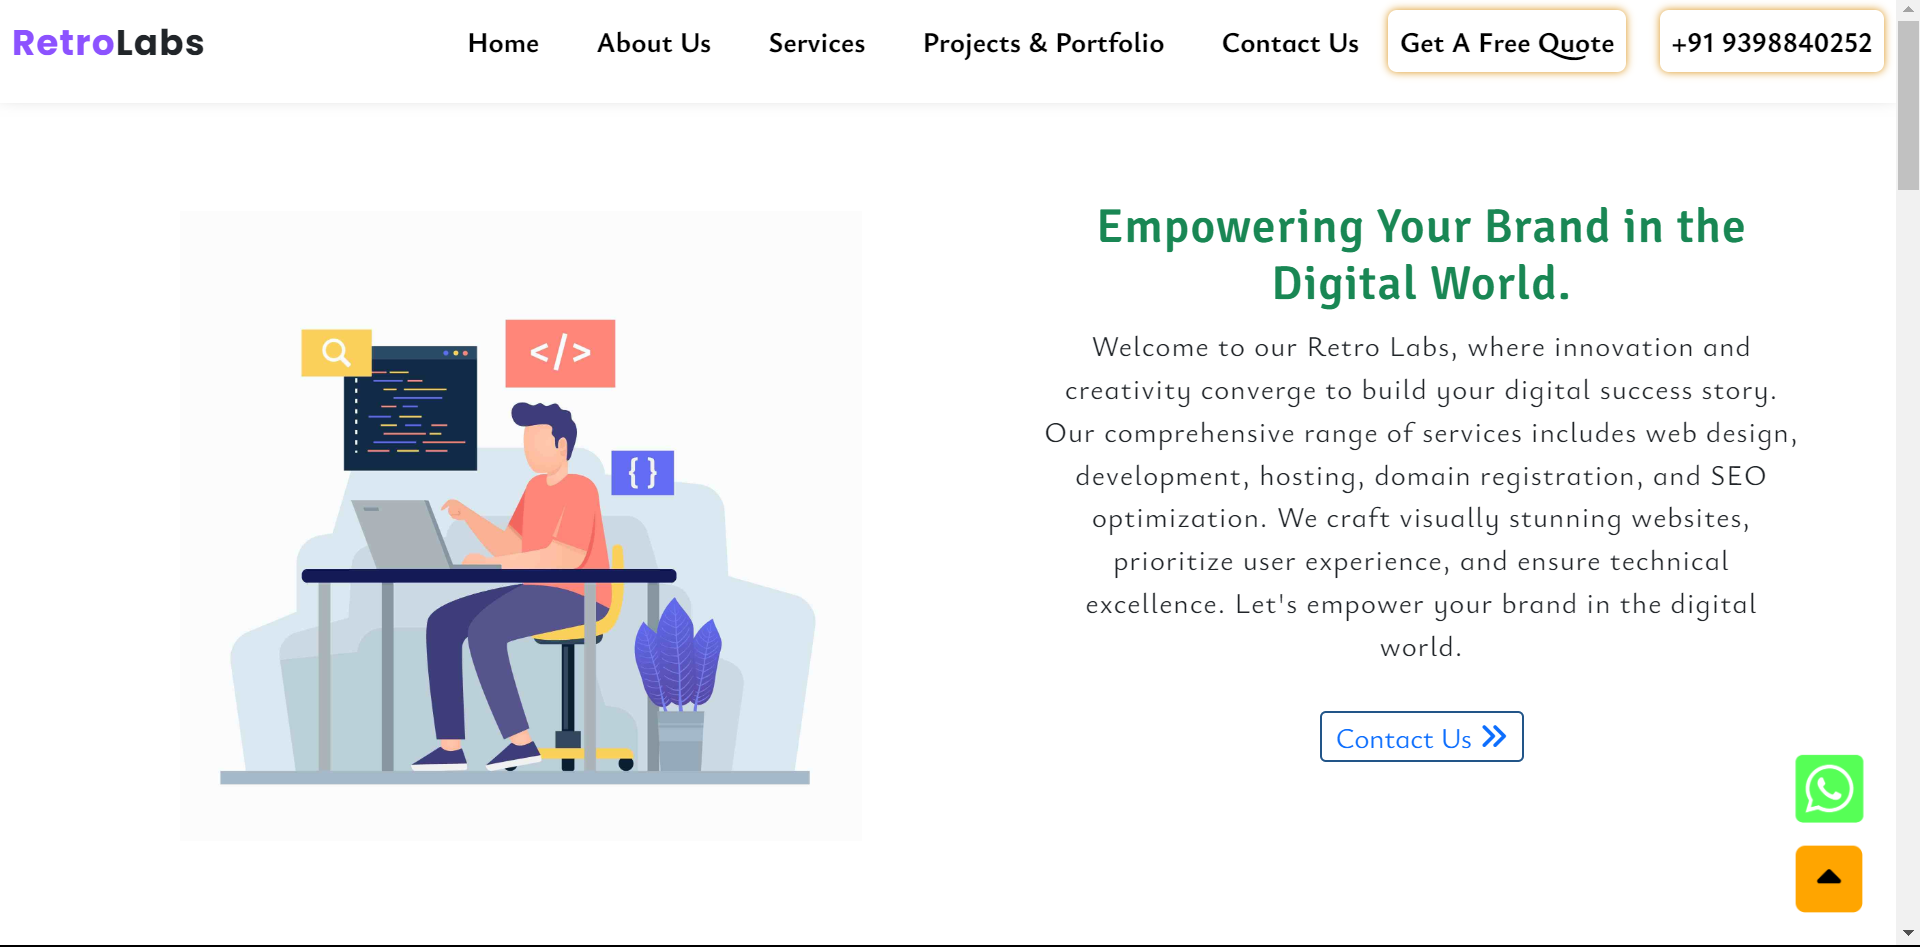 RetroLabs
Home About Us Services Projects & Portfolio Contact Us Get A Free Quote +91 9398840252
Empowering Your Brand in the
Digital World.
Welcome to our Retro Labs, where innovation and
creativity converge to build your digital success story.
Our comprehensive range of services includes web design,
development, hosting, domain registration, and SEO
optimization. We craft visually stunning websites,
prioritize user experience, and ensure technical
excellence. Let's empower your brand in the digital
world.
Contact Us
</>
{ }